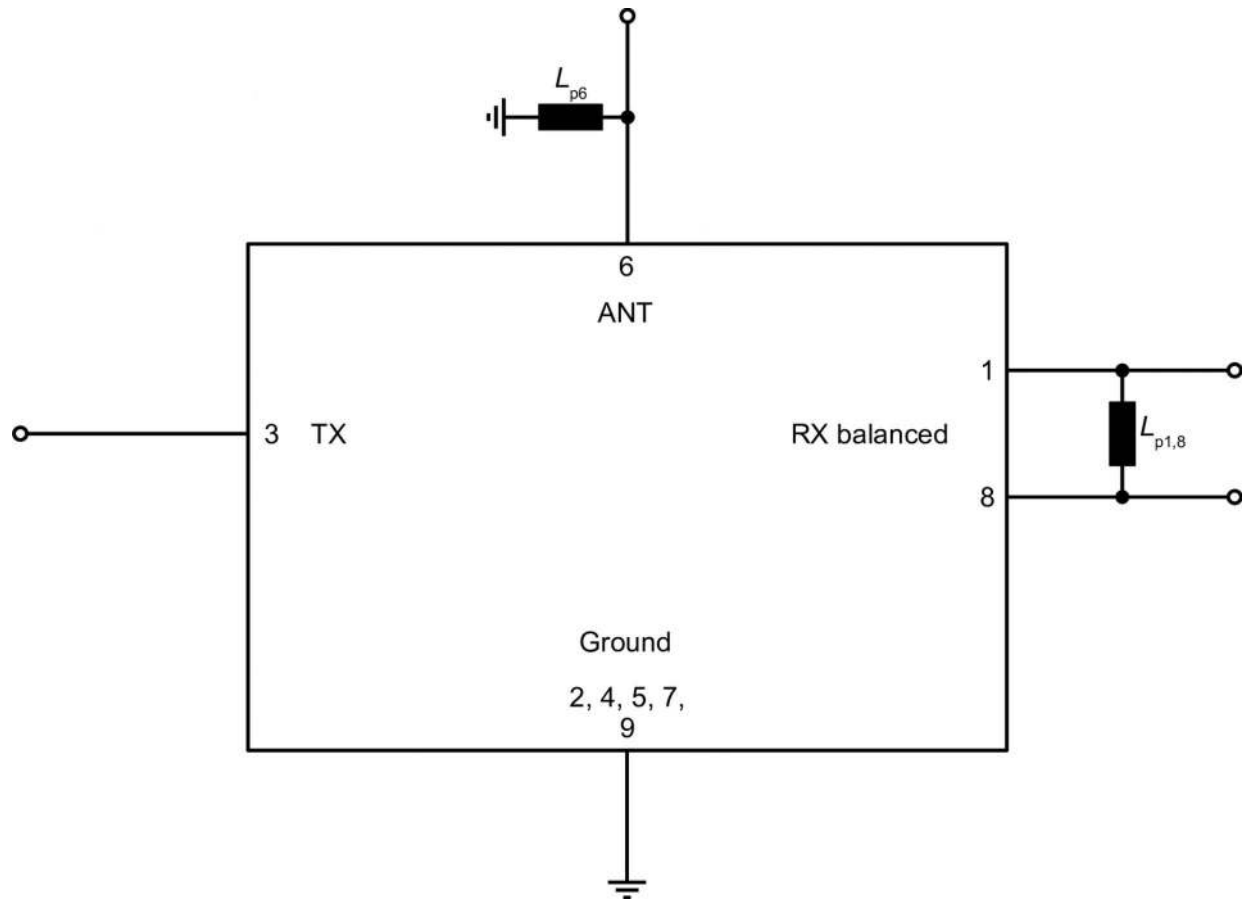 Lp6
6
ANT
1
3 TX
RX balanced
Lp1,8
8
Ground
2, 4, 5, 7,
9